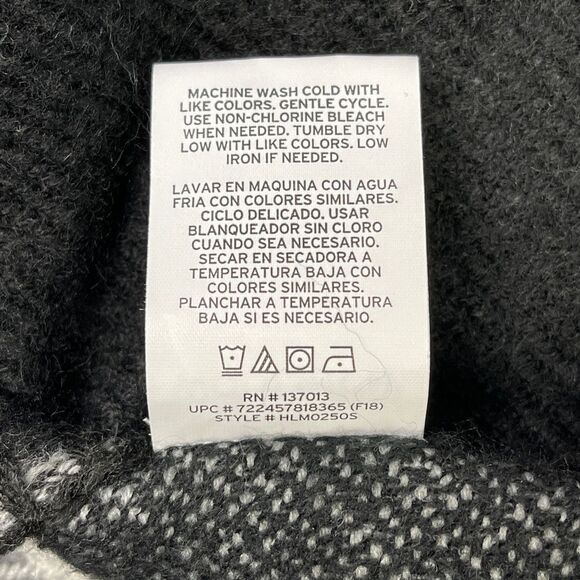 MACHINE WASH COLD WITH
LIKE COLORS. GENTLE CYCLE.
USE NON-CHLORINE BLEACH
WHEN NEEDED. TUMBLE DRY
LOW WITH LIKE COLORS. LOW
IRON IF NEEDED.
LAVAR EN MAQUINA CON AGUA
FRIA CON COLORES SIMILARES.
CICLO DELICADO. USAR
BLANQUEADOR SIN CLORO
CUANDO SEA NECESARIO.
SECAR EN SECADORA A
TEMPERATURA BAJA CON
COLORES SIMILARES.
PLANCHAR A TEMPERATURA
BAJA SI ES NECESARIO.
RN # 137013
UPC # 722457818365 (F18)
STYLE # HLM0250S